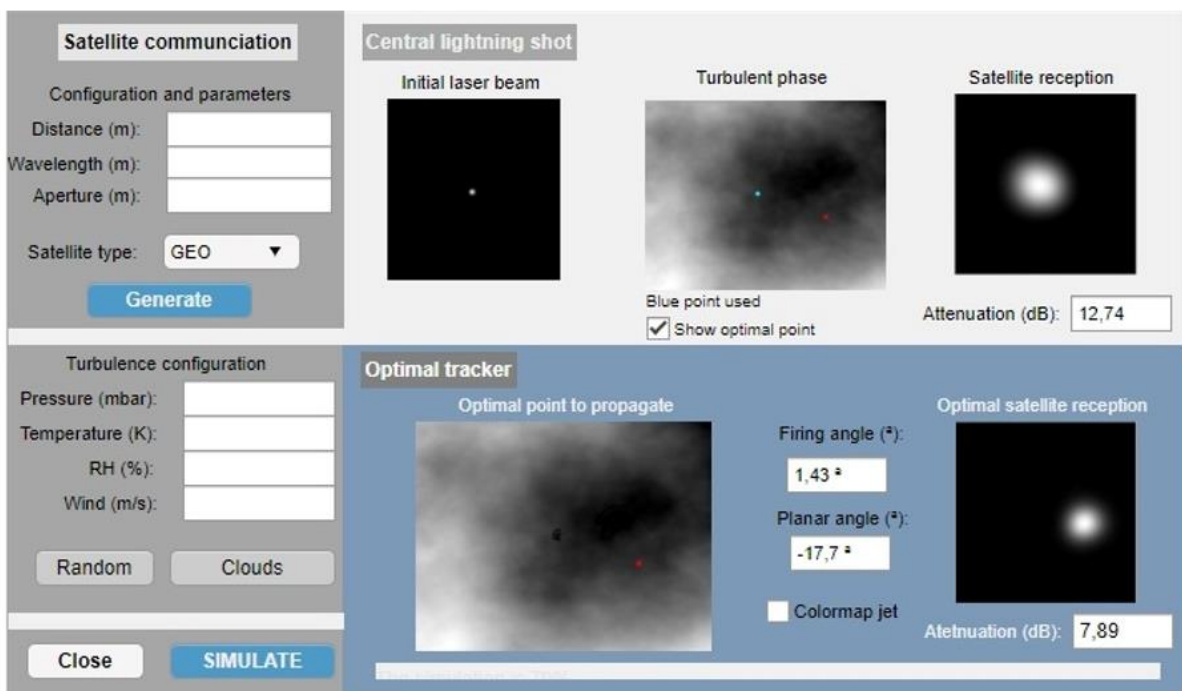 Satellite communciation
Configuration and parameters
Distance (m):
Wavelength (m):
Aperture (m):
Satellite type: GEO
Generate
Turbulence configuration
Pressure (mbar):
Temperature (K):
RH (%):
Wind (m/s):
Random Clouds
Close SIMULATE
Central lightning shot
Initial laser beam
Turbulent phase
Blue point used
Show optimal point
Satellite reception
Attenuation (dB): 12,74
Optimal tracker
Optimal point to propagate
Firing angle (ª):
1,43 ª
Planar angle (ª):
-17,7 ª
Colormap jet
Optimal satellite reception
Atetnuation (dB): 7,89